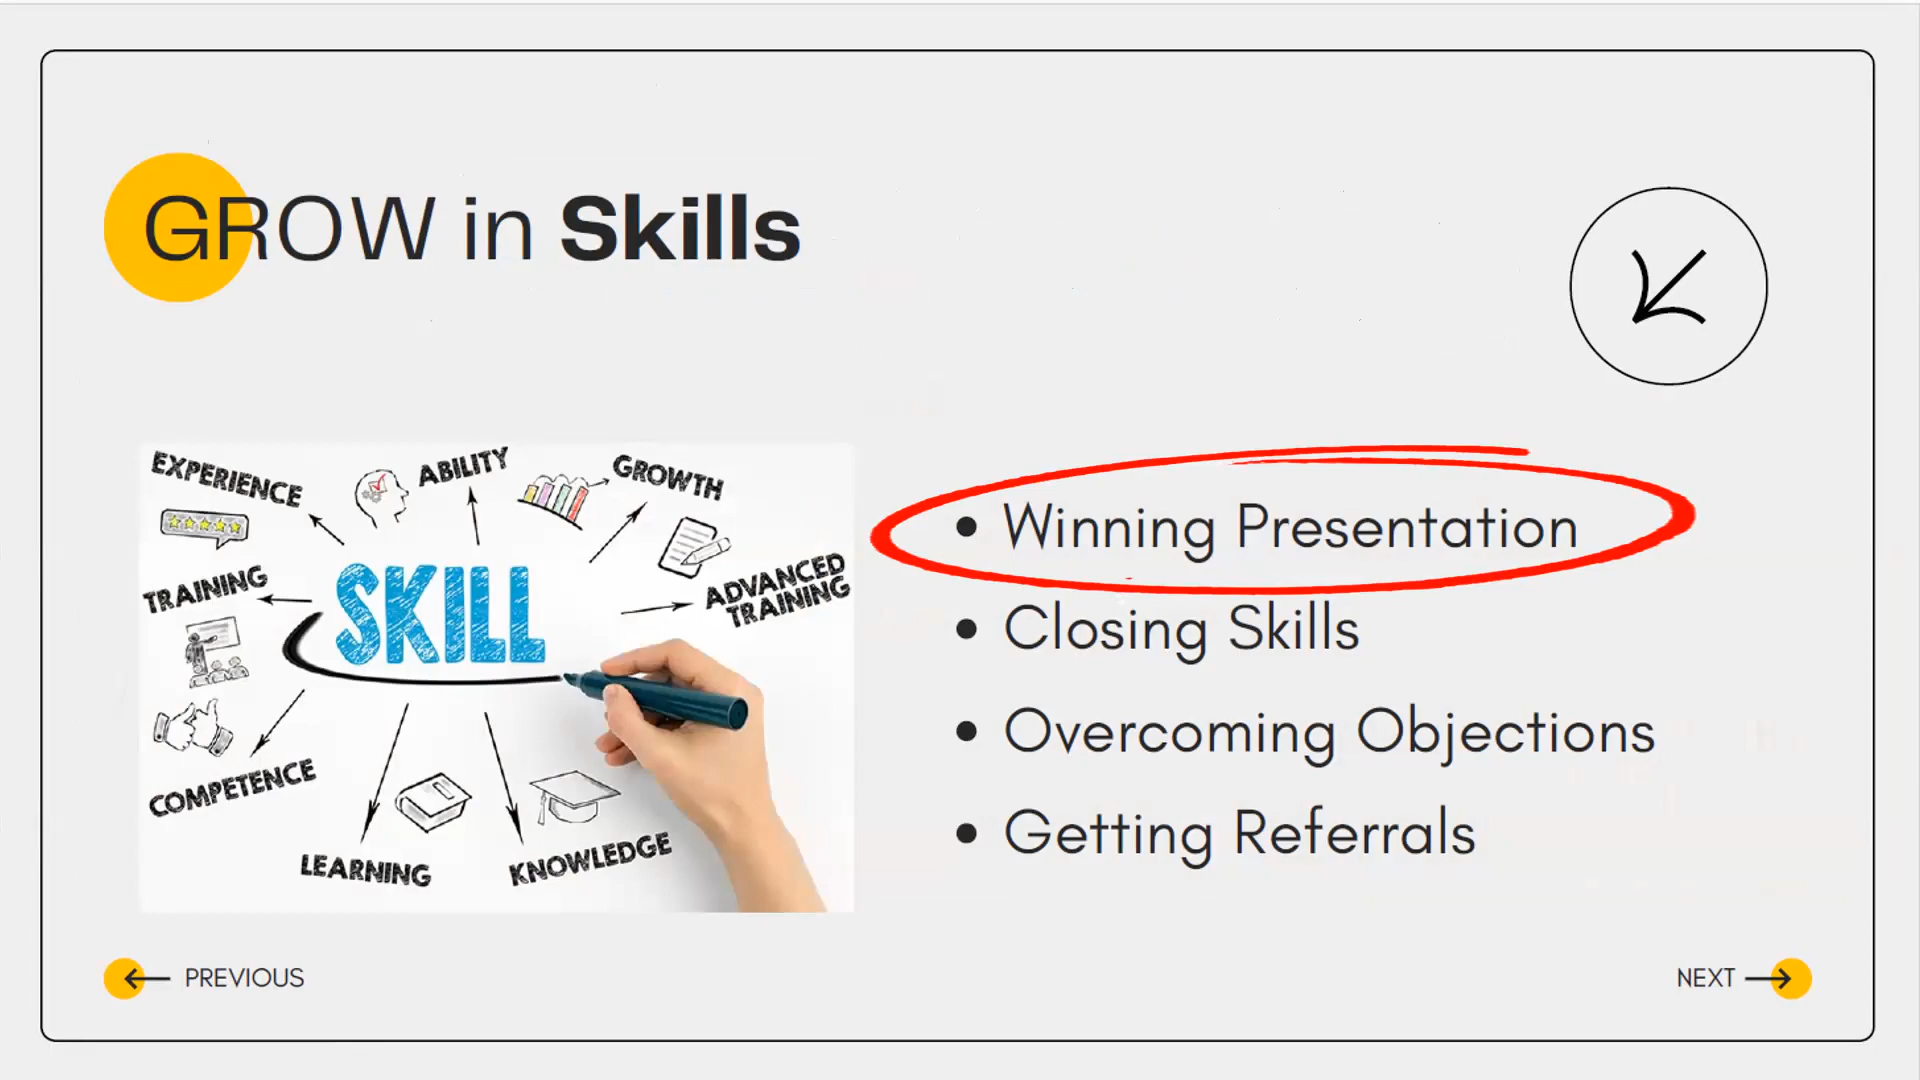 GROW in Skills
EXPERIENCE
ABILITY
GROWTH
TRAINING
SKILL
ADVANCED
TRAINING
COMPETENCE
LEARNING
KNOWLEDGE
• Winning Presentation
• Closing Skills
• Overcoming Objections
• Getting Referrals
PREVIOUS
NEXT